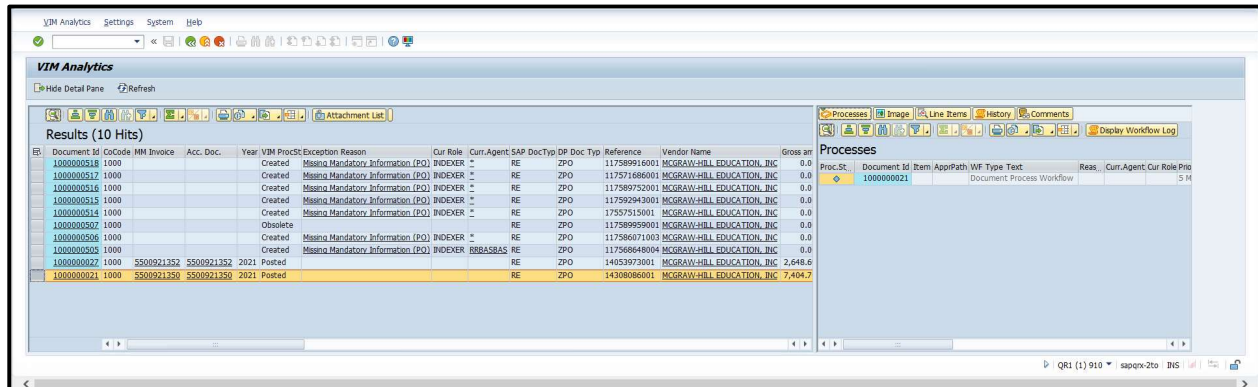 VIM Analytics Settings System Help
VIM Analytics
Hide Detail Pane Refresh
Attachment List
Processes Image Line Items History Comments
Results (10 Hits)
Display Workflow Log
Processes
Document Id CoCode MM Invoice Acc. Doc. Year VIM ProcSt Exception Reason Cur Role Curr.Agent SAP DocTyp DP Doc Typ Reference Vendor Name Gross am
Proc.St... Document Id Item ApprPath WF Type Text Reas... Curr.Agent Cur Role Prio
1000000518 1000 Created Missing Mandatory Information (PO) INDEXER * RE ZPO 117589916001 MCGRAW-HILL EDUCATION, INC 0.0
1000000021 Document Process Workflow 5 M
1000000517 1000 Created Missing Mandatory Information (PO) INDEXER * RE ZPO 117571686001 MCGRAW-HILL EDUCATION, INC 0.0
1000000516 1000 Created Missing Mandatory Information (PO) INDEXER * RE ZPO 117589752001 MCGRAW-HILL EDUCATION, INC 0.0
1000000515 1000 Created Missing Mandatory Information (PO) INDEXER * RE ZPO 117592943001 MCGRAW-HILL EDUCATION, INC 0.0
1000000514 1000 Created Missing Mandatory Information (PO) INDEXER * RE ZPO 17557515001 MCGRAW-HILL EDUCATION, INC 0.0
1000000507 1000 Obsolete RE ZPO 117589959001 MCGRAW-HILL EDUCATION, INC 0.0
1000000506 1000 Created Missing Mandatory Information (PO) INDEXER * RE ZPO 117586071003 MCGRAW-HILL EDUCATION, INC 0.0
1000000505 1000 Created Missing Mandatory Information (PO) INDEXER RRBASBAS RE ZPO 117568648004 MCGRAW-HILL EDUCATION, INC 0.0
1000000027 1000 5500921352 5500921352 2021 Posted RE ZPO 14053973001 MCGRAW-HILL EDUCATION, INC 2,648.6
1000000021 1000 5500921350 5500921350 2021 Posted RE ZPO 14308086001 MCGRAW-HILL EDUCATION, INC 7,404.7
QR1 (1) 910 sapqrx-2to INS